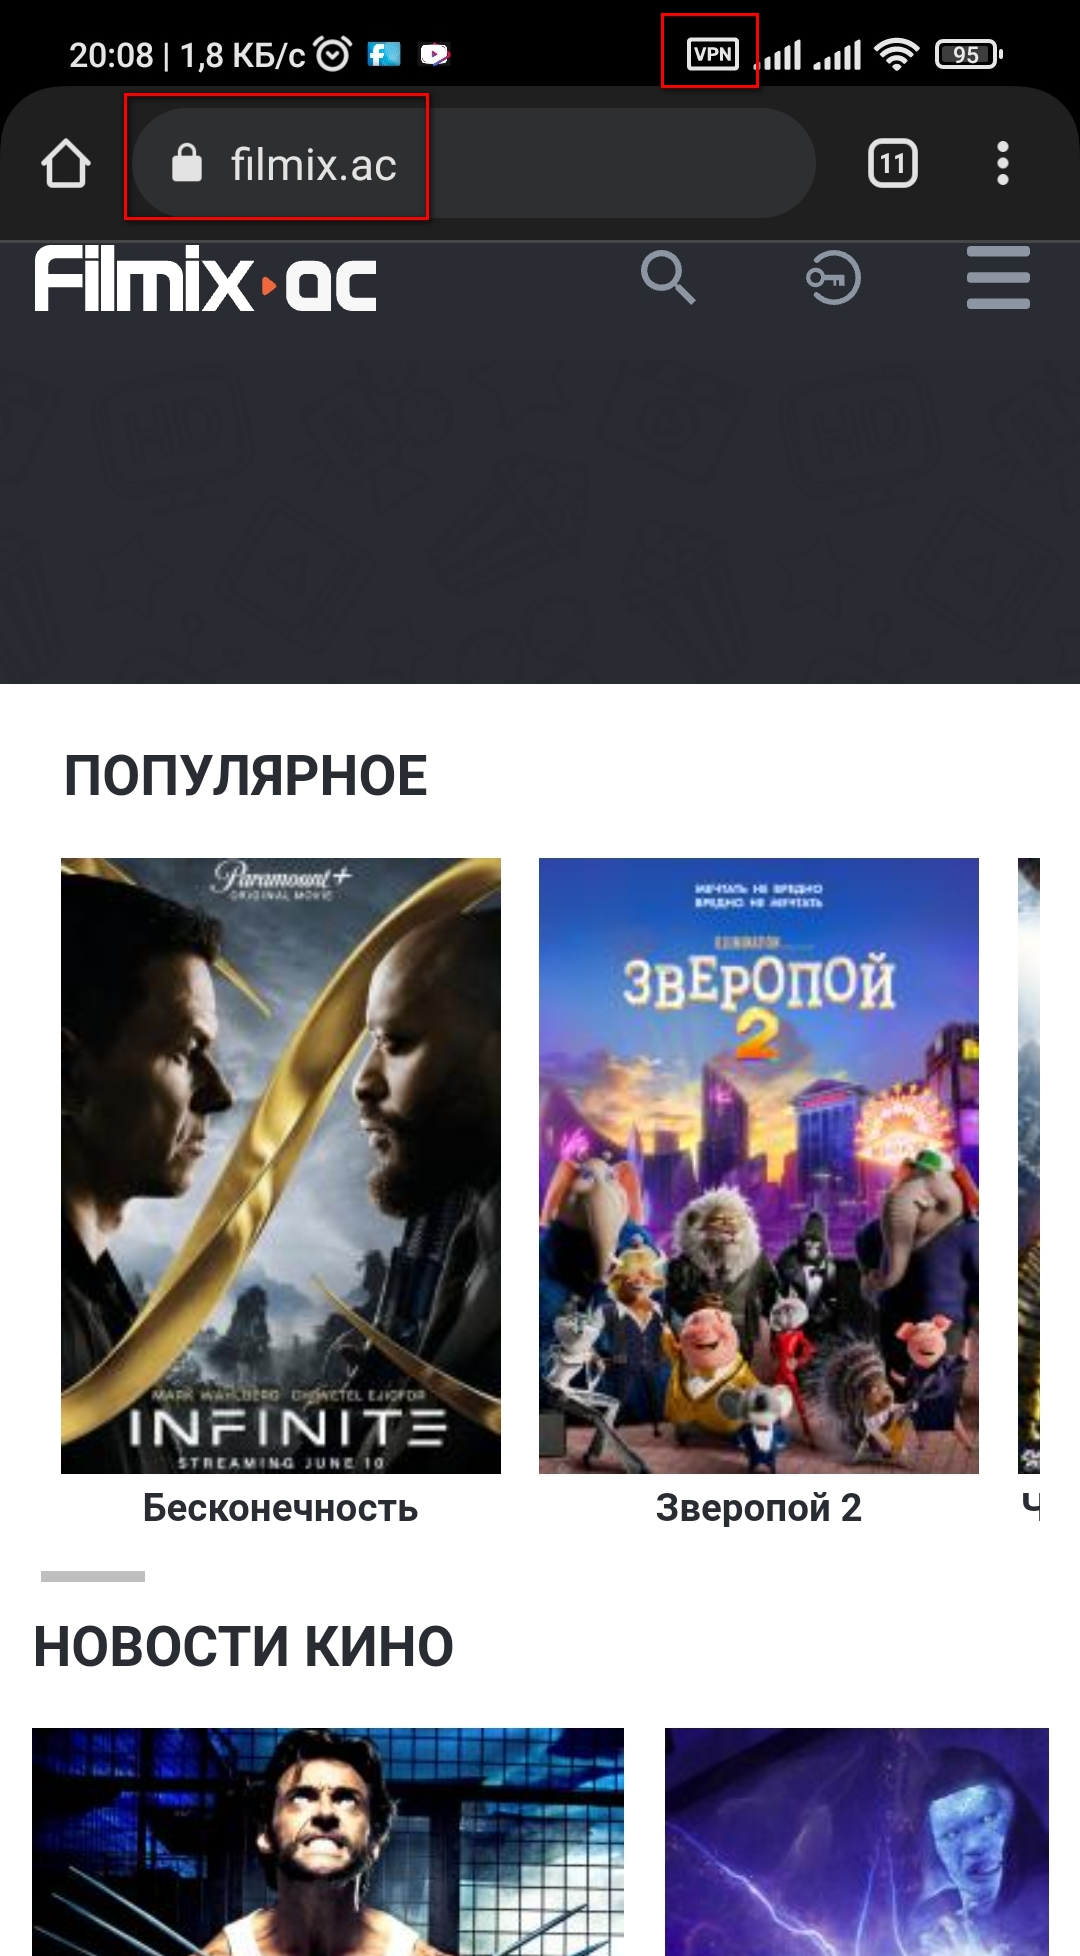 20:08 | 1,8 КБ/с
VPN
95
filmix.ac
11
Filmix ac
ПОПУЛЯРНОЕ
Paramount+
ORIGINAL MOVIE
MARK WAHLBERG CHIWETEL EJIOFOR
INFINITE
STREAMING JUNE 10
МЕЧТАТЬ НЕ ВРЕДНО
ВРЕДНО НЕ МЕЧТАТЬ
ILLUMINATION
ЗВЕРОПОЙ
2
Бесконечность
Зверопой 2
Ч
НОВОСТИ КИНО